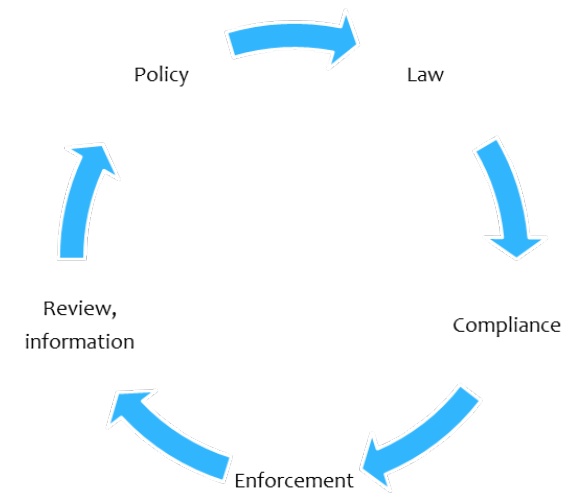 Policy
Law
Compliance
Enforcement
Review,
information